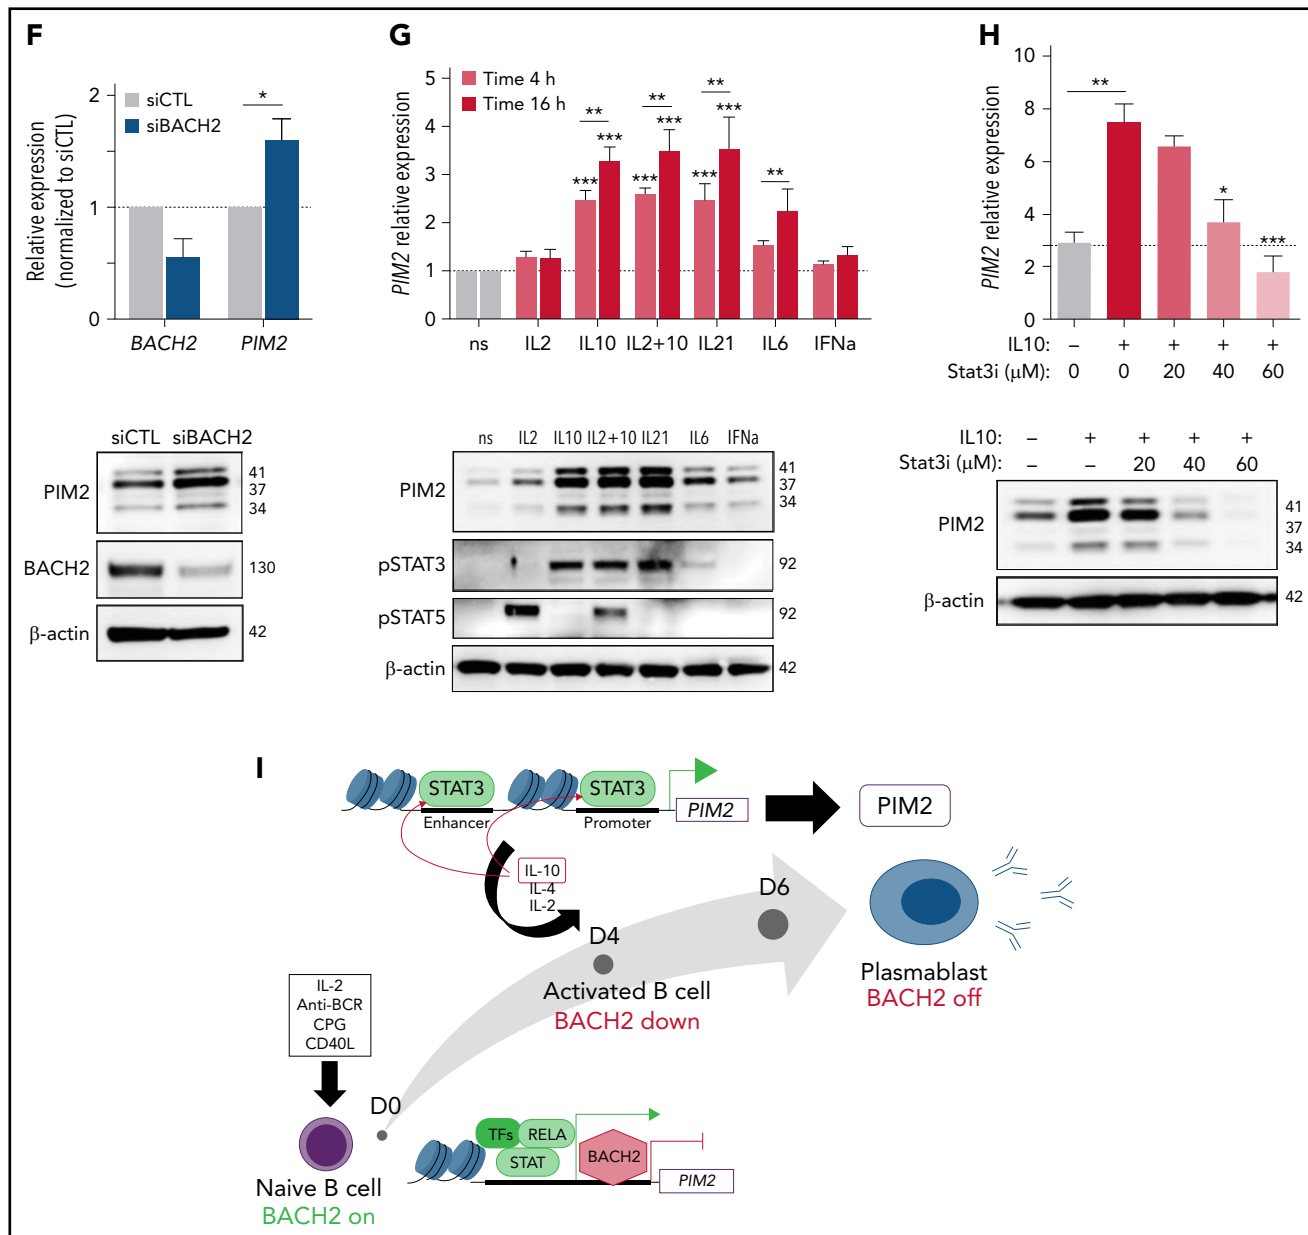 F
Relative expression
(normalized to siCTL)
2
1
0
siCTL
siBACH2
*
BACH2 PIM2
siCTL siBACH2
PIM2
41
37
34
BACH2
130
β-actin
42
G
PIM2 relative expression
5
4
3
2
1
0
Time 4 h
Time 16 h
** ** **
*** *** ***
*** *** *** **
ns IL2 IL10 IL2+10 IL21 IL6 IFNa
ns IL2 IL10 IL2+10 IL21 IL6 IFNa
PIM2
41
37
34
pSTAT3
92
pSTAT5
92
β-actin
42
H
PIM2 relative expression
10
8
6
4
2
0
**
*
***
IL10: – + + + +
Stat3i (μM): 0 0 20 40 60
IL10: – + + + +
Stat3i (μM): – – 20 40 60
PIM2
41
37
34
β-actin
42
I
STAT3 STAT3
Enhancer Promoter PIM2
PIM2
IL-10
IL-4
IL-2
D6
D4
Activated B cell
BACH2 down
Plasmablast
BACH2 off
IL-2
Anti-BCR
CPG
CD40L
D0
Naive B cell
BACH2 on
TFs RELA
STAT
BACH2
PIM2